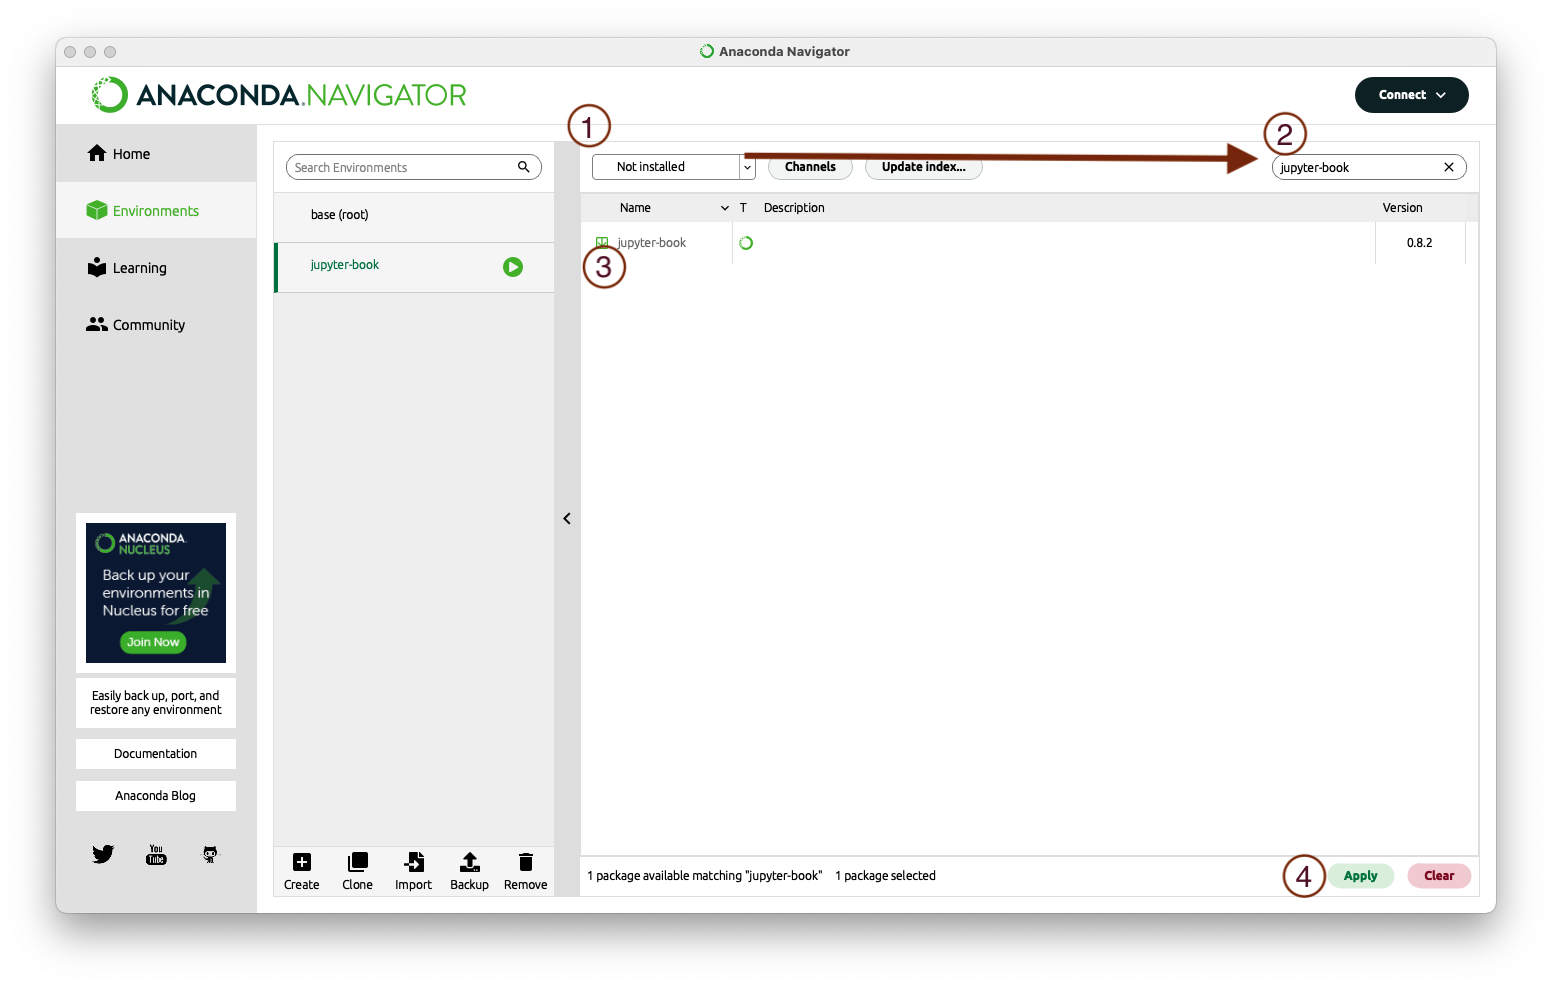 Anaconda Navigator
ANACONDA.NAVIGATOR
Connect
1
2
Home
Environments
Learning
Community
Search Environments
base (root)
jupyter-book
Not installed
Channels
Update index...
jupyter-book
Name
T
Description
Version
jupyter-book
0.8.2
3
ANACONDA.
NUCLEUS
Back up your
environments in
Nucleus for free
Join Now
Easily back up, port, and
restore any environment
Documentation
Anaconda Blog
You
Tube
Create
Clone
Import
Backup
Remove
1 package available matching "jupyter-book"
1 package selected
4
Apply
Clear